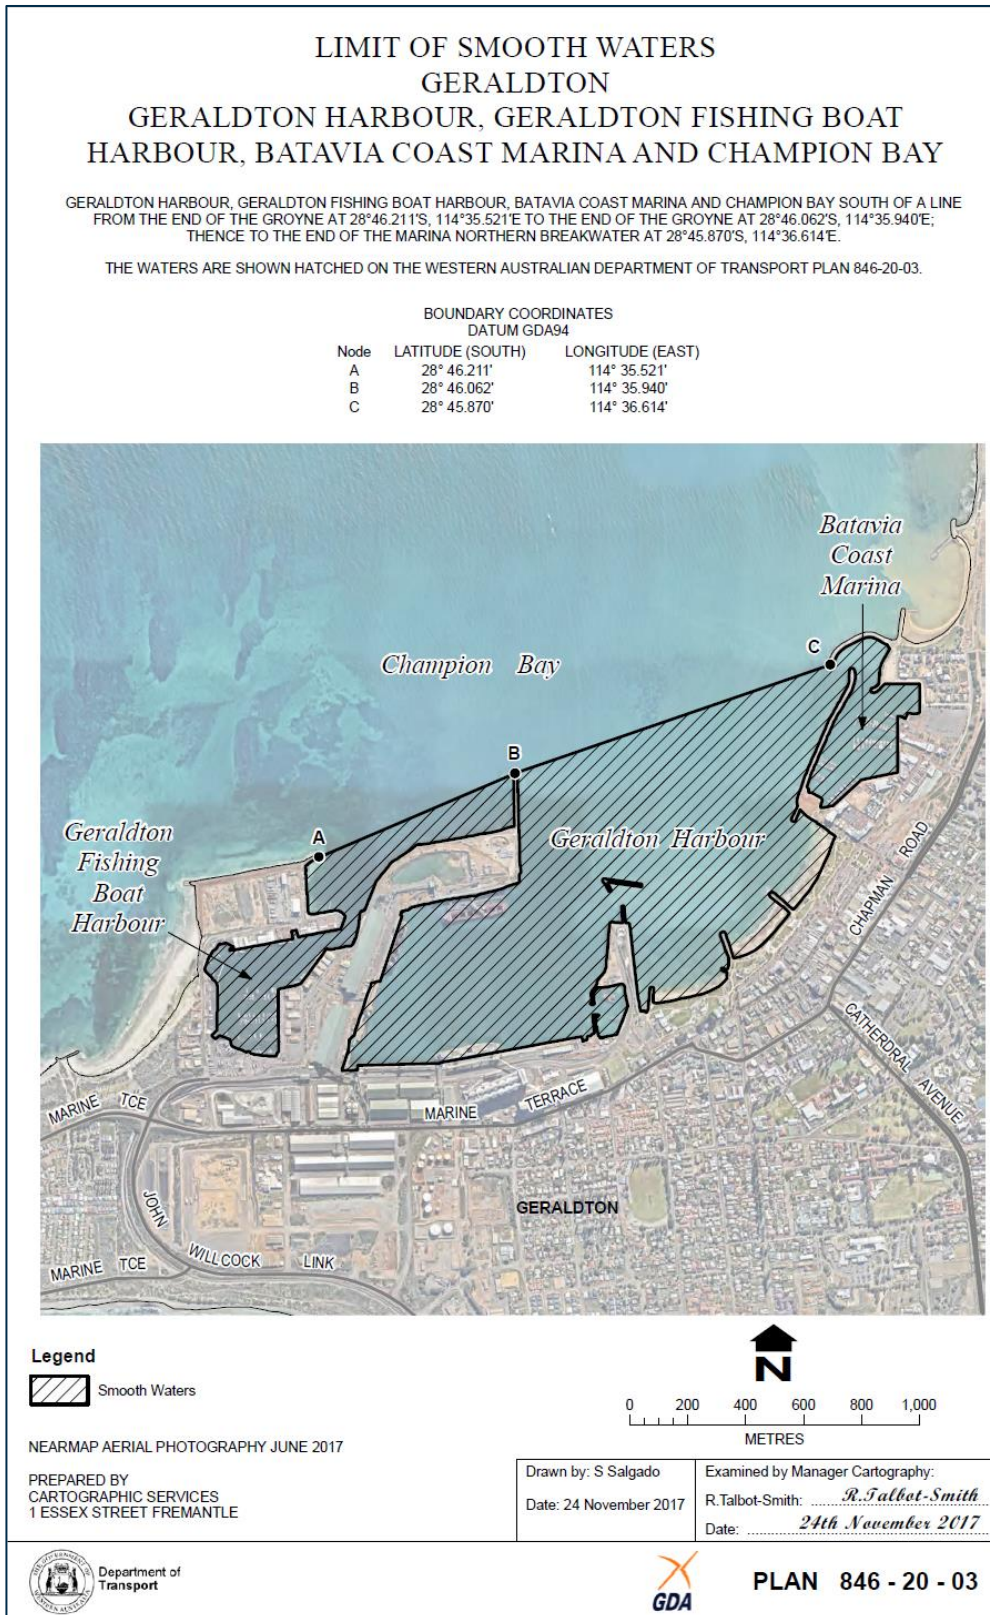 LIMIT OF SMOOTH WATERS
GERALDTON
GERALDTON HARBOUR, GERALDTON FISHING BOAT
HARBOUR, BATAVIA COAST MARINA AND CHAMPION BAY
GERALDTON HARBOUR, GERALDTON FISHING BOAT HARBOUR, BATAVIA COAST MARINA AND CHAMPION BAY SOUTH OF A LINE
FROM THE END OF THE GROYNE AT 28°46.211'S, 114°35.521'E TO THE END OF THE GROYNE AT 28°46.062'S, 114°35.940'E;
THENCE TO THE END OF THE MARINA NORTHERN BREAKWATER AT 28°45.870'S, 114°36.614'E.
THE WATERS ARE SHOWN HATCHED ON THE WESTERN AUSTRALIAN DEPARTMENT OF TRANSPORT PLAN 846-20-03.
BOUNDARY COORDINATES
DATUM GDA94
Node LATITUDE (SOUTH) LONGITUDE (EAST)
A 28° 46.211' 114° 35.521'
B 28° 46.062' 114° 35.940'
C 28° 45.870' 114° 36.614'
Batavia
Coast
Marina
C
Champion Bay
B
A
Geraldton Harbour
Geraldton
Fishing
Boat
Harbour
CHAPMAN ROAD
CATHERDRAL AVENUE
MARINE TCE
MARINE TERRACE
JOHN WILLCOCK LINK
GERALDTON
MARINE TCE
Legend
Smooth Waters
N
0 200 400 600 800 1,000
METRES
NEARMAP AERIAL PHOTOGRAPHY JUNE 2017
PREPARED BY
CARTOGRAPHIC SERVICES
1 ESSEX STREET FREMANTLE
Drawn by: S Salgado
Date: 24 November 2017
Examined by Manager Cartography:
R.Talbot-Smith: R.Talbot-Smith
Date: 24th November 2017
Department of
Transport
GDA
PLAN 846 - 20 - 03